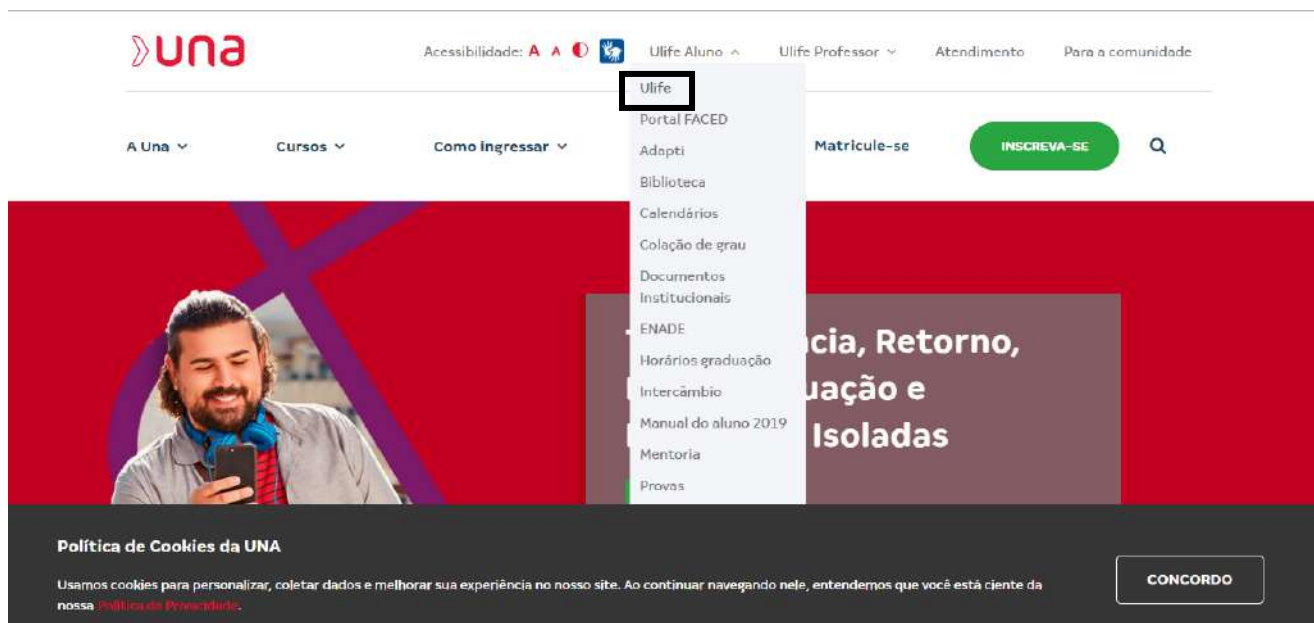 una
Acessibilidade: A A Ulife Aluno Ulife Professor Atendimento Para a comunidade
Ulife
Portal FACED
A Una Cursos Como ingressar Matricule-se INSCREVA-SE
Adapti
Biblioteca
Calendários
Colação de grau
Documentos
Institucionais
ENADE
Horários graduação
Intercâmbio
Manual do aluno 2019
Mentoria
Provas
cia, Retorno,
uação e
Isoladas
Política de Cookies da UNA
Usamos cookies para personalizar, coletar dados e melhorar sua experiência no nosso site. Ao continuar navegando nele, entendemos que você está ciente da
nossa Política de Privacidade.
CONCORDO